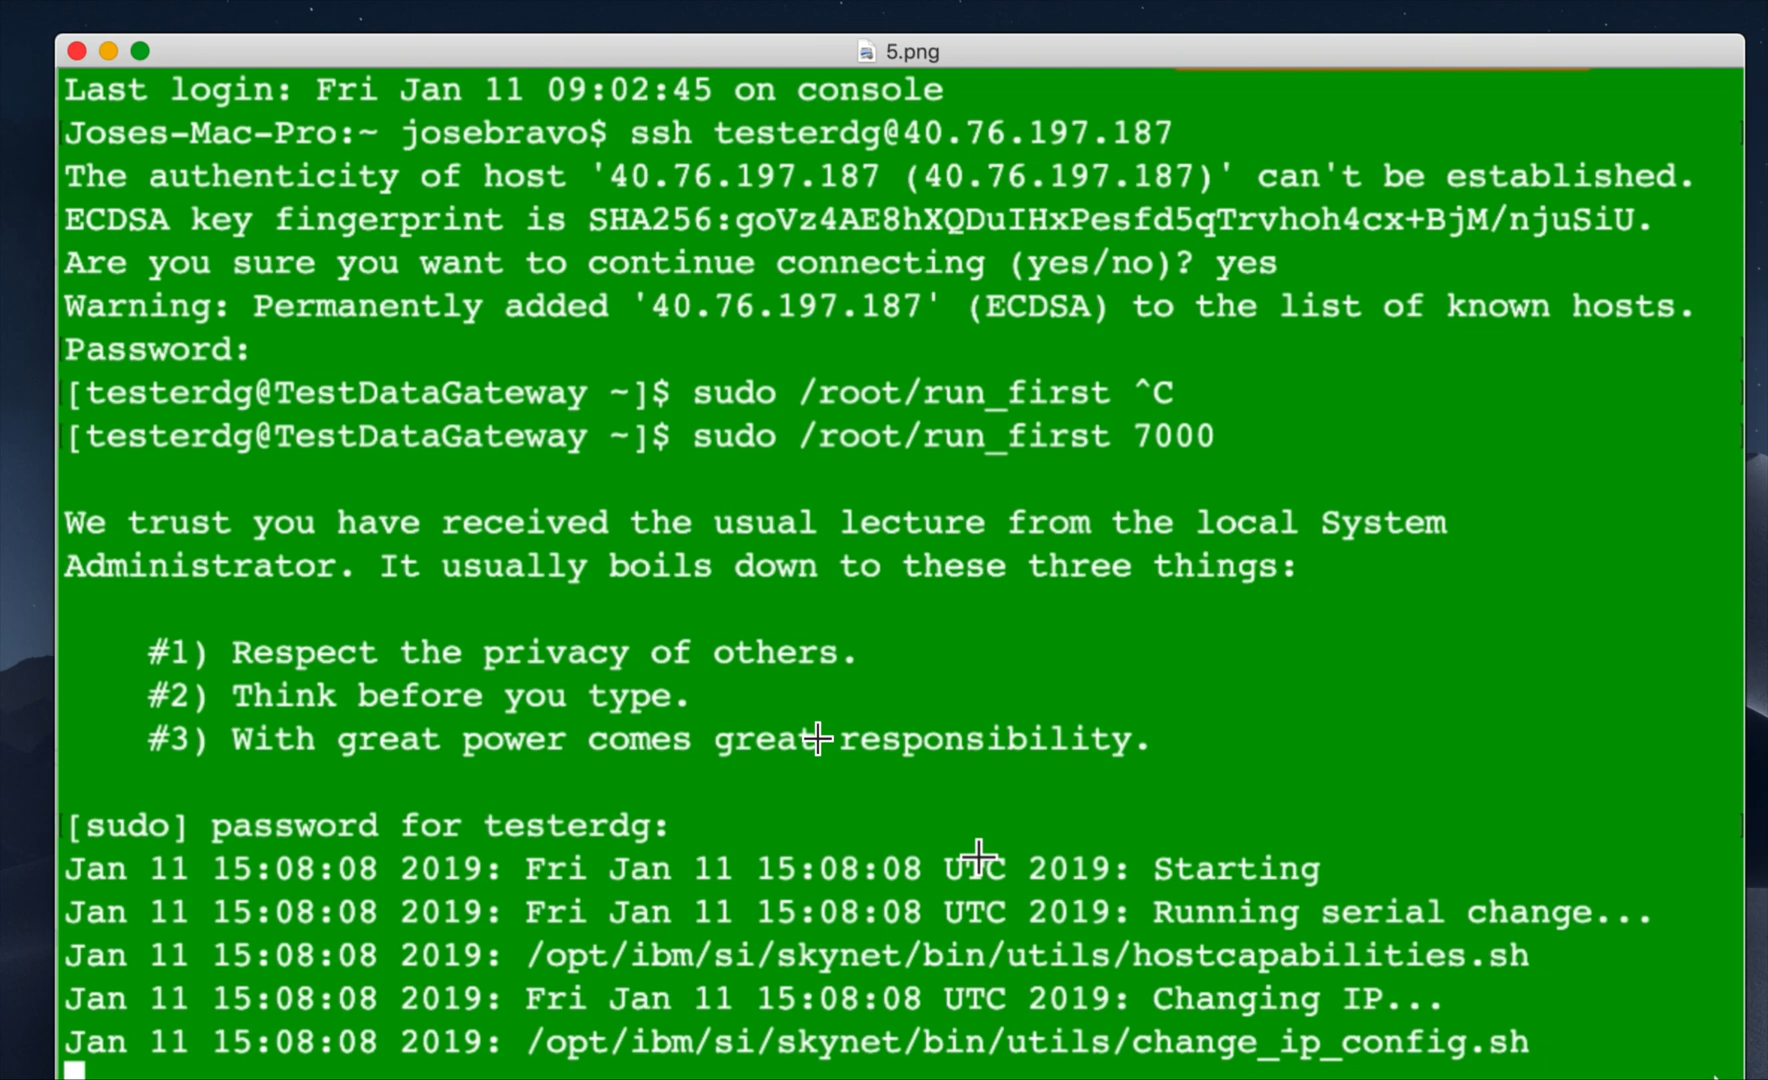 5.png
Last login: Fri Jan 11 09:02:45 on console
Joses-Mac-Pro:~ josebravo$ ssh testerdg@40.76.197.187
The authenticity of host '40.76.197.187 (40.76.197.187)' can't be established.
ECDSA key fingerprint is SHA256:goVz4AE8hXQDuIHxPesfd5qTrvhoh4cx+BjM/njuSiU.
Are you sure you want to continue connecting (yes/no)? yes
Warning: Permanently added '40.76.197.187' (ECDSA) to the list of known hosts.
Password:
[testerdg@TestDataGateway ~]$ sudo /root/run_first ^C
[testerdg@TestDataGateway ~]$ sudo /root/run_first 7000
We trust you have received the usual lecture from the local System
Administrator. It usually boils down to these three things:
#1) Respect the privacy of others.
#2) Think before you type.
#3) With great power comes great responsibility.
[sudo] password for testerdg:
Jan 11 15:08:08 2019: Fri Jan 11 15:08:08 UTC 2019: Starting
Jan 11 15:08:08 2019: Fri Jan 11 15:08:08 UTC 2019: Running serial change...
Jan 11 15:08:08 2019: /opt/ibm/si/skynet/bin/utils/hostcapabilities.sh
Jan 11 15:08:08 2019: Fri Jan 11 15:08:08 UTC 2019: Changing IP...
Jan 11 15:08:08 2019: /opt/ibm/si/skynet/bin/utils/change_ip_config.sh